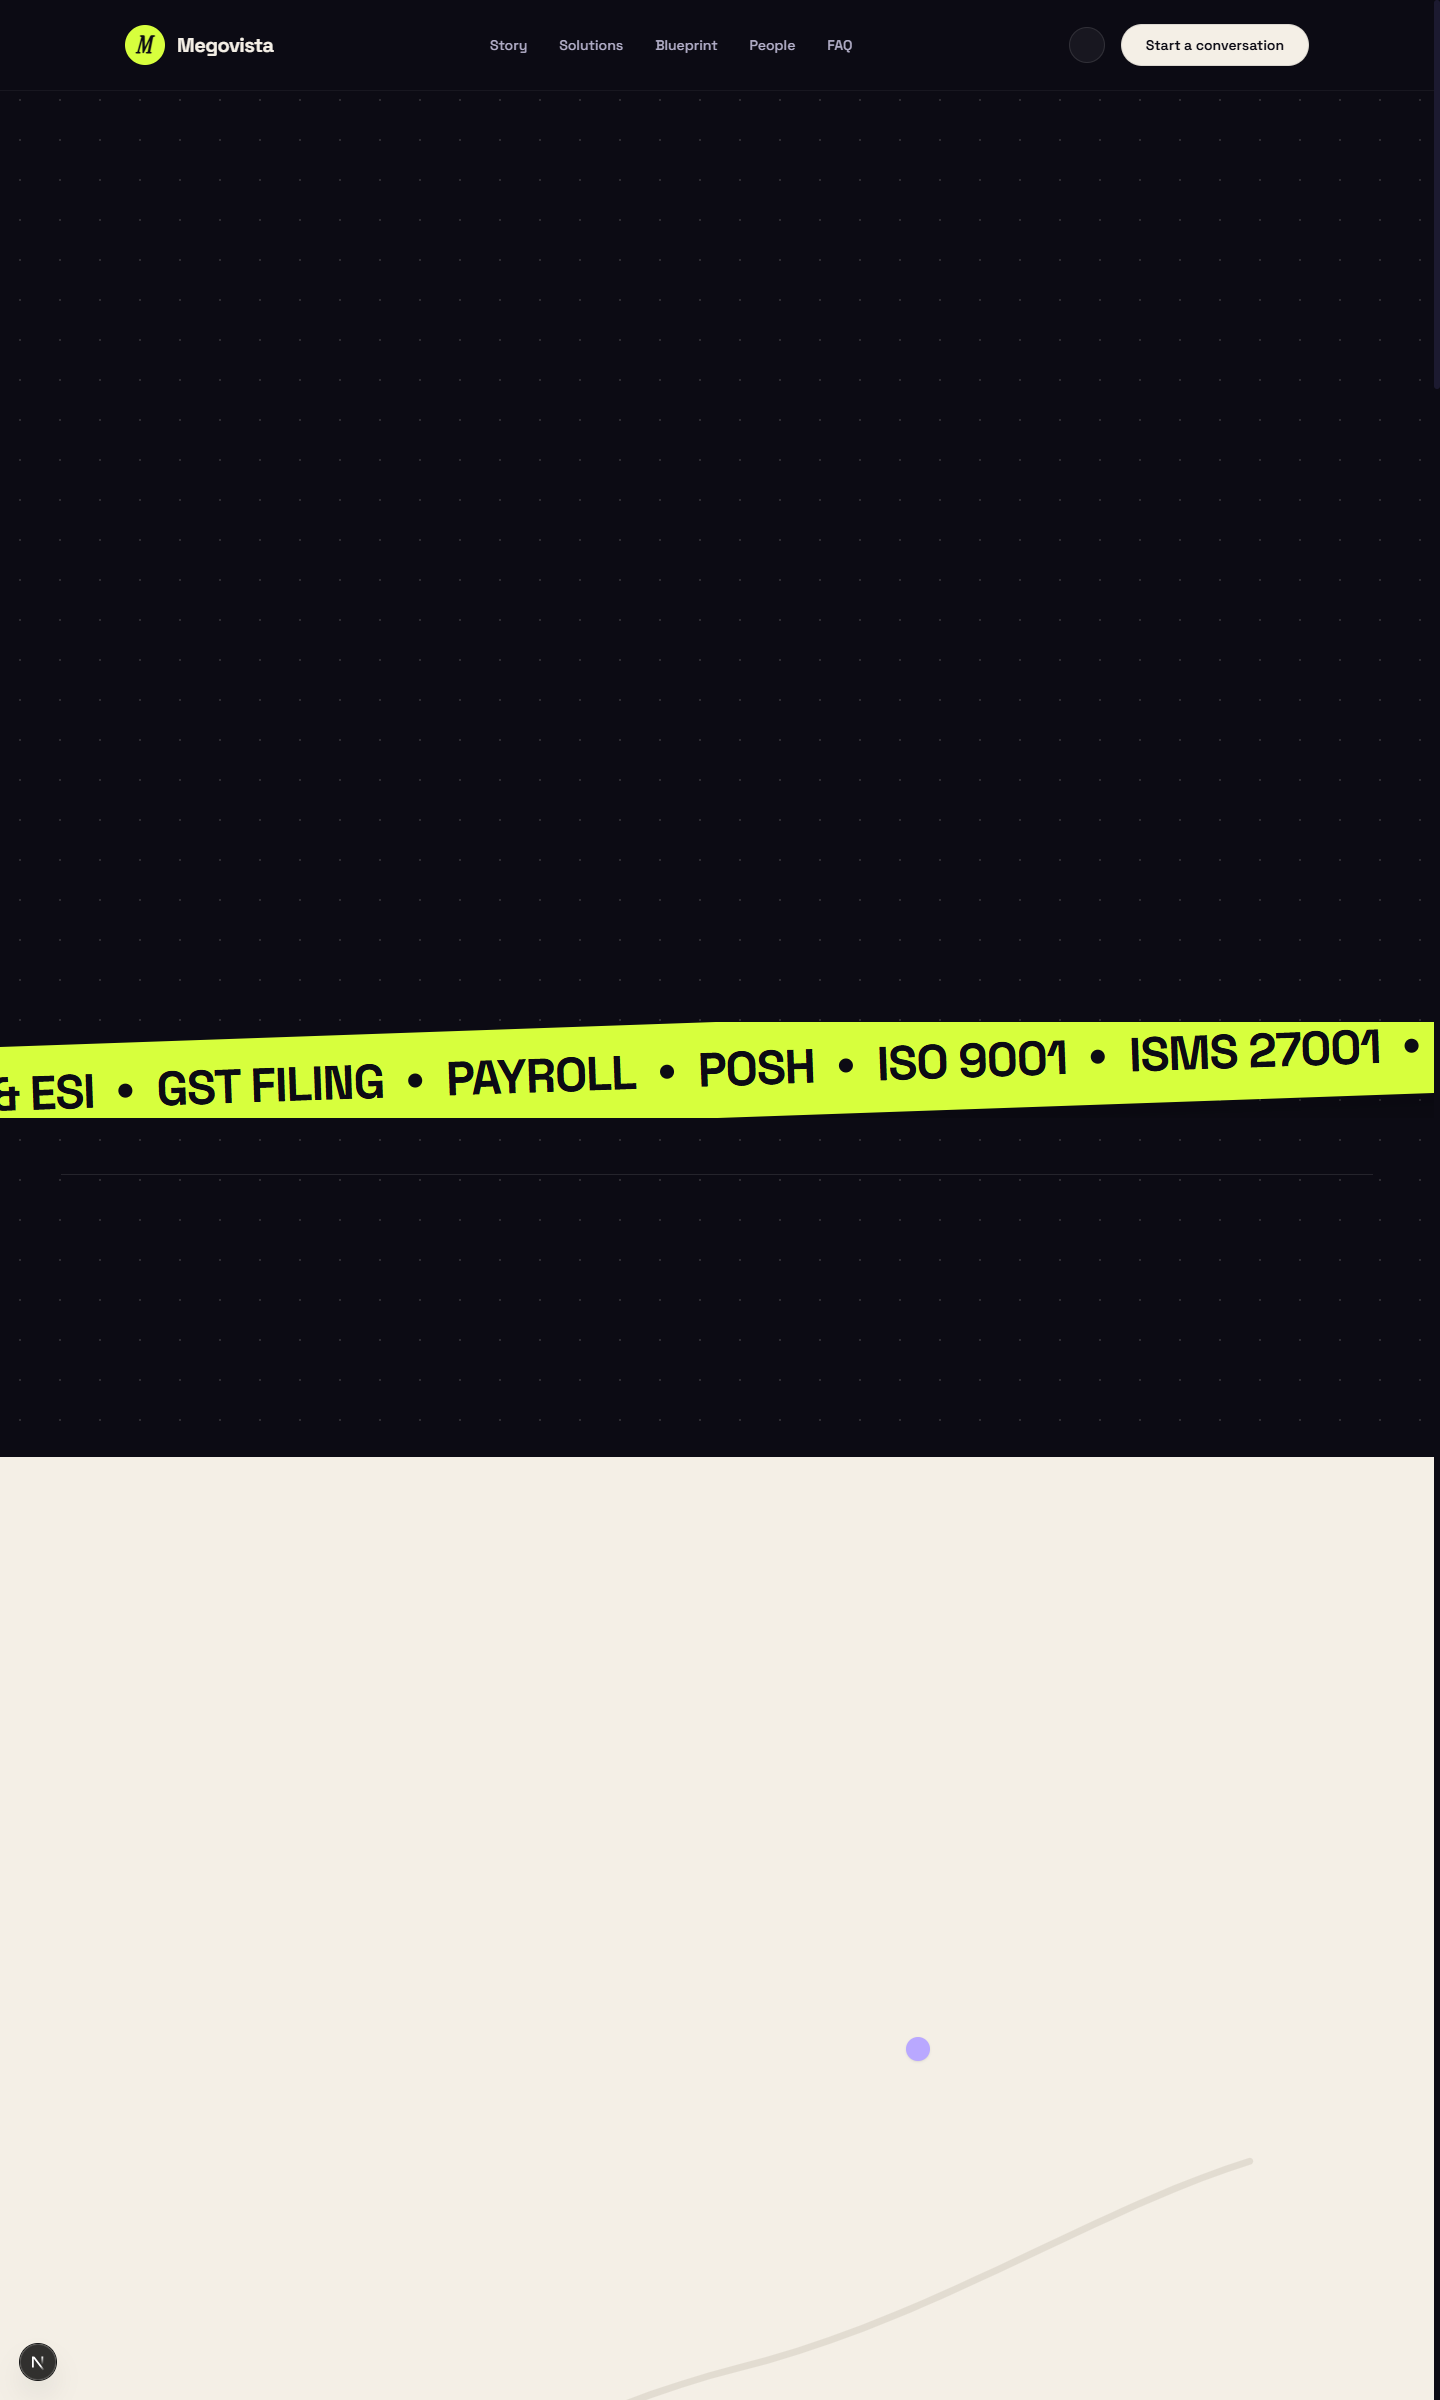 M Megovista
Story Solutions Blueprint People FAQ
Start a conversation
& ESI • GST FILING • PAYROLL • POSH • ISO 9001 • ISMS 27001 •
N